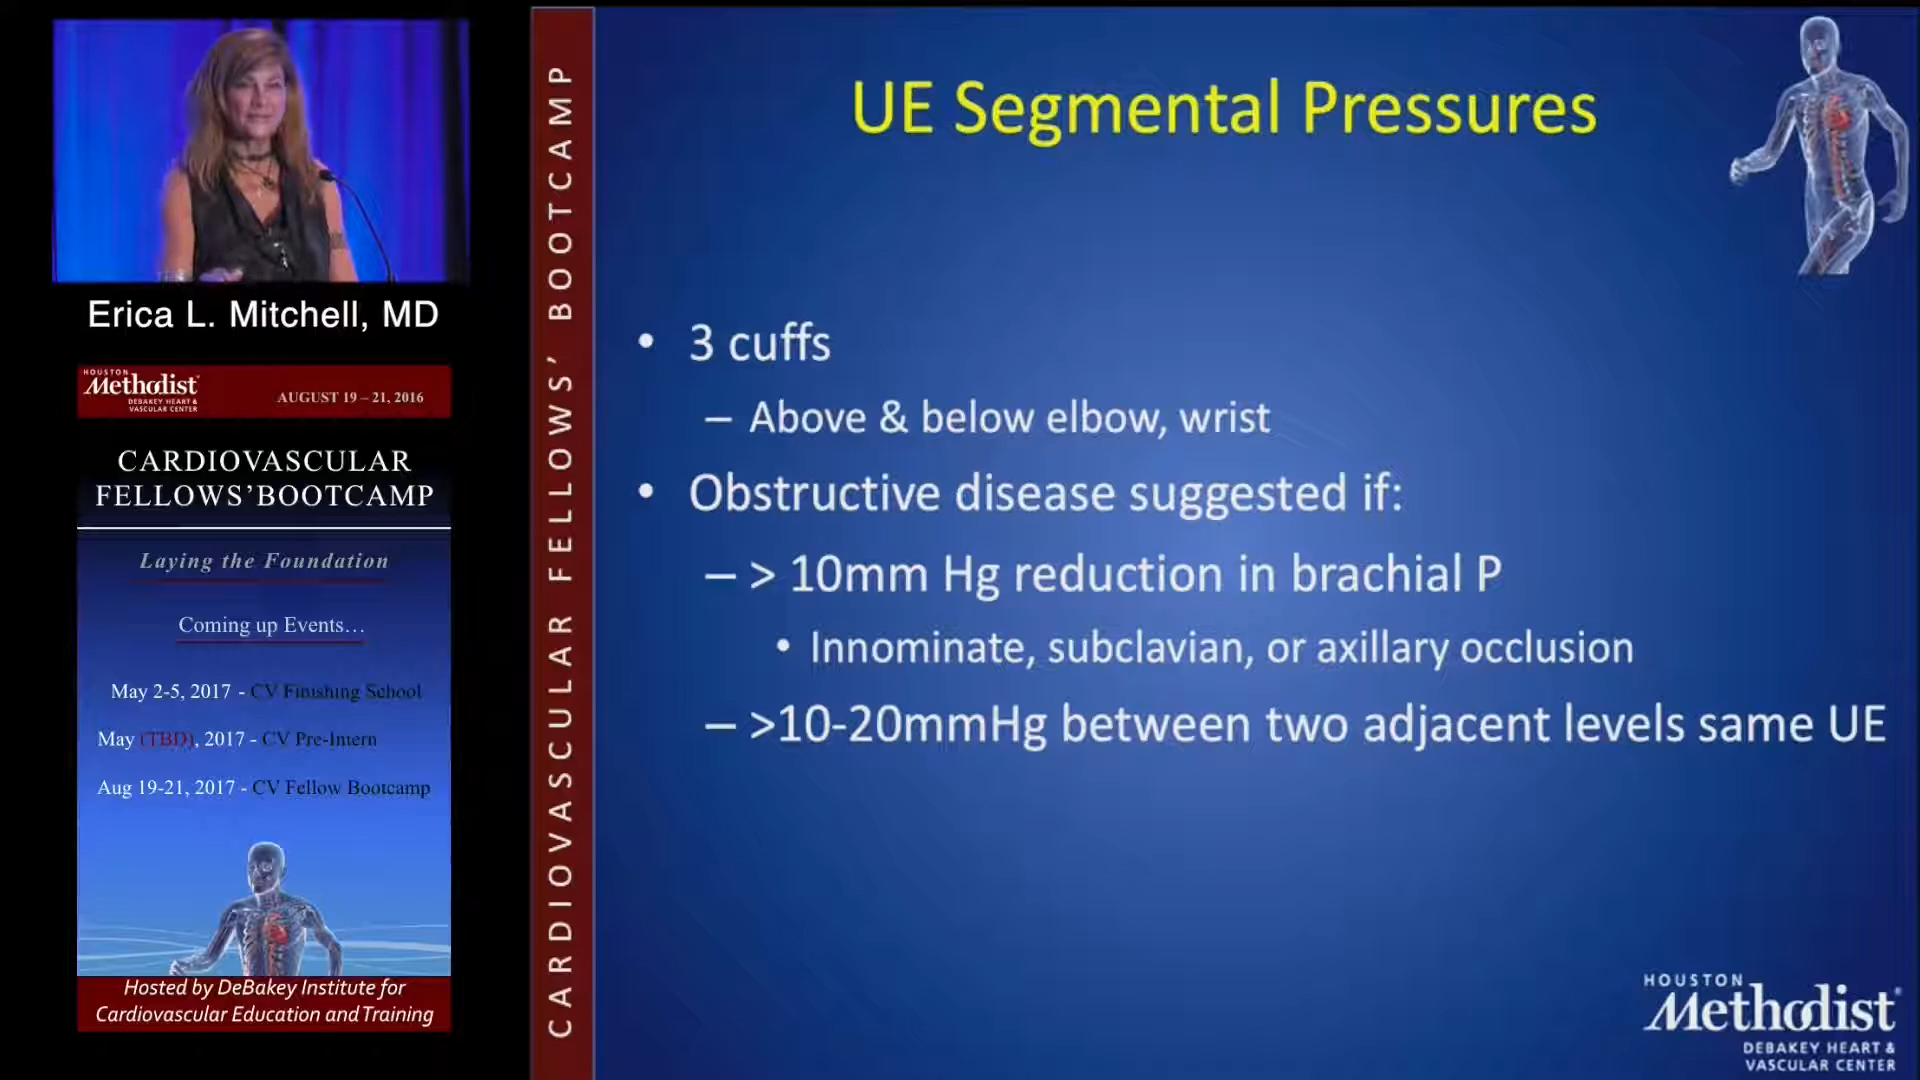 Erica L. Mitchell, MD
HOUSTON
Methodist
DEBAKEY HEART &
VASCULAR CENTER
AUGUST 19 – 21, 2016
CARDIOVASCULAR
FELLOWS’BOOTCAMP
Laying the Foundation
Coming up Events…
May 2-5, 2017 - CV Finishing School
May (TBD), 2017 - CV Pre-Intern
Aug 19-21, 2017 - CV Fellow Bootcamp
Hosted by DeBakey Institute for
Cardiovascular Education and Training
CARDIOVASCULAR FELLOWS’ BOOTCAMP
UE Segmental Pressures
• 3 cuffs
– Above & below elbow, wrist
• Obstructive disease suggested if:
– > 10mm Hg reduction in brachial P
• Innominate, subclavian, or axillary occlusion
– >10-20mmHg between two adjacent levels same UE
HOUSTON
Methodist®
DEBAKEY HEART &
VASCULAR CENTER